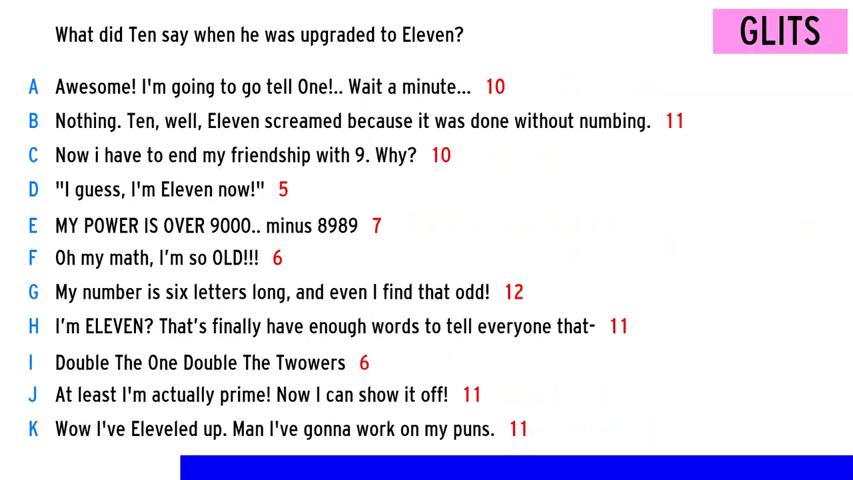 What did Ten say when he was upgraded to Eleven?
GLITS
A Awesome! I'm going to go tell One!.. Wait a minute... 10
B Nothing. Ten, well, Eleven screamed because it was done without numbing. 11
C Now i have to end my friendship with 9. Why? 10
D "I guess, I'm Eleven now!" 5
E MY POWER IS OVER 9000.. minus 8989 7
F Oh my math, I'm so OLD!!! 6
G My number is six letters long, and even I find that odd! 12
H I'm ELEVEN? That's finally have enough words to tell everyone that- 11
I Double The One Double The Twowers 6
J At least I'm actually prime! Now I can show it off! 11
K Wow I've Eleveled up. Man I've gonna work on my puns. 11